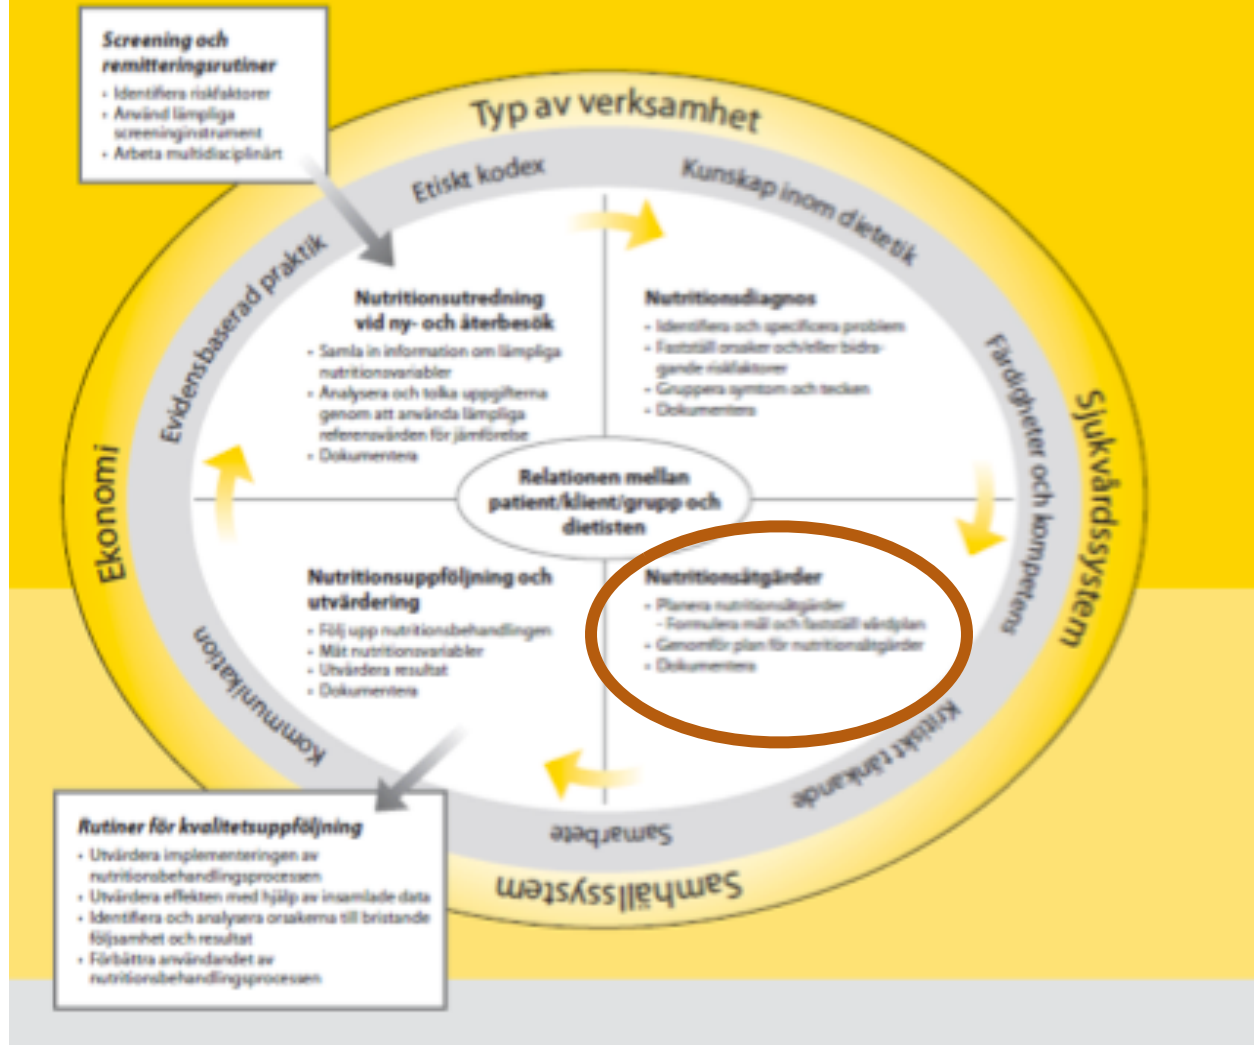 Screening och
remitteringsrutiner
• Identifiera riskfaktorer
• Använd lämpliga
screeninginstrument
• Arbeta multidisciplinärt
Typ av verksamhet
Etiskt kodex
Kunskap inom dietetik
Evidensbaserad praktik
Färdigheter och kompetens
Ekonomi
Sjukvårdssystem
Nutritionsutredning
vid ny- och återbesök
• Samla in information om lämpliga
nutritionsvariabler
• Analysera och tolka uppgifterna
genom att använda lämpliga
referensvärden för jämförelse
• Dokumentera
Nutritionsdiagnos
• Identifiera och specificera problem
• Fastställ orsaker och/eller bidra-
gande riskfaktorer
• Gruppera symtom och tecken
• Dokumentera
Relationen mellan
patient/klient/grupp och
dietisten
Nutritionsuppföljning och
utvärdering
• Följ upp nutritionsbehandlingen
• Mät nutritionsvariabler
• Utvärdera resultat
• Dokumentera
Nutritionsåtgärder
• Planera nutritionsåtgärder
- Formulera mål och fastställ vårdplan
• Genomför plan för nutritionsåtgärder
• Dokumentera
Kommunikation
Kritiskt tänkande
Samarbete
Samhällssystem
Rutiner för kvalitetsuppföljning
• Utvärdera implementeringen av
nutritionsbehandlingsprocessen
• Utvärdera effekten med hjälp av insamlade data
• Identifiera och analysera orsakerna till bristande
följsamhet och resultat
• Förbättra användandet av
nutritionsbehandlingsprocessen